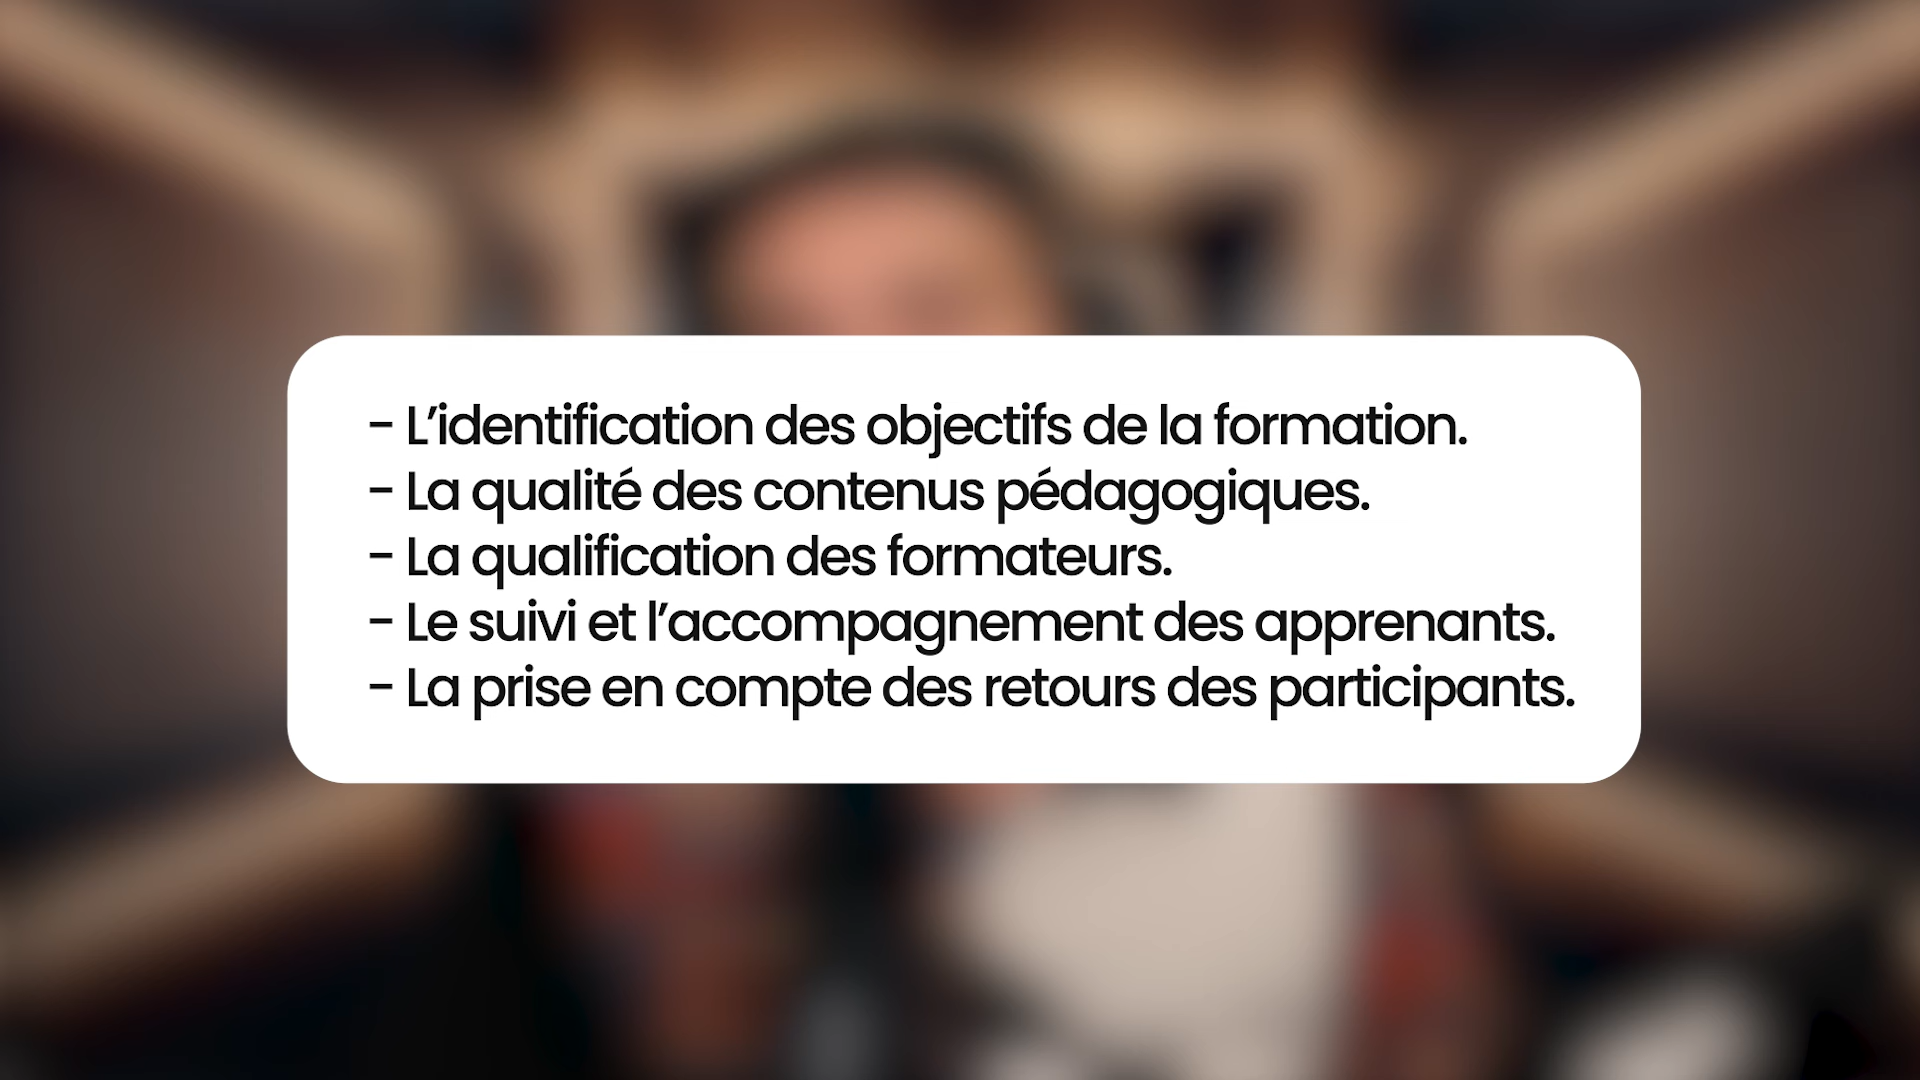 - L’identification des objectifs de la formation.
- La qualité des contenus pédagogiques.
- La qualification des formateurs.
- Le suivi et l’accompagnement des apprenants.
- La prise en compte des retours des participants.